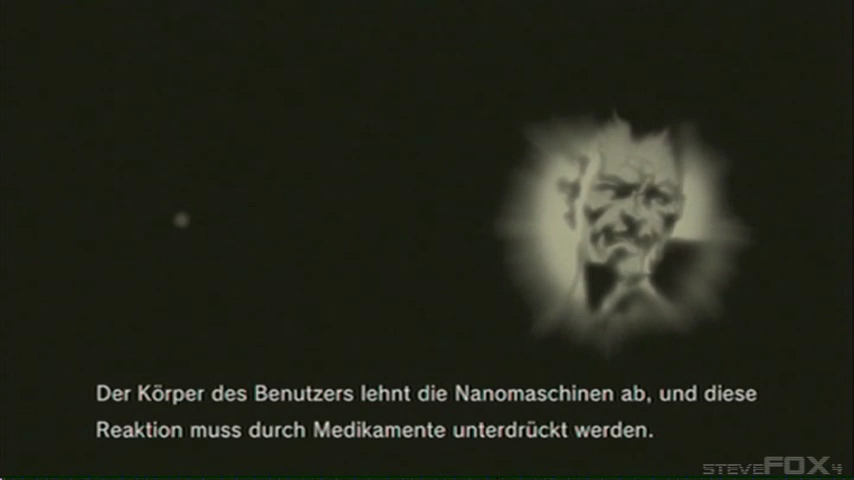 Der Körper des Benutzers lehnt die Nanomaschinen ab, und diese
Reaktion muss durch Medikamente unterdrückt werden.
STEVEFOX4